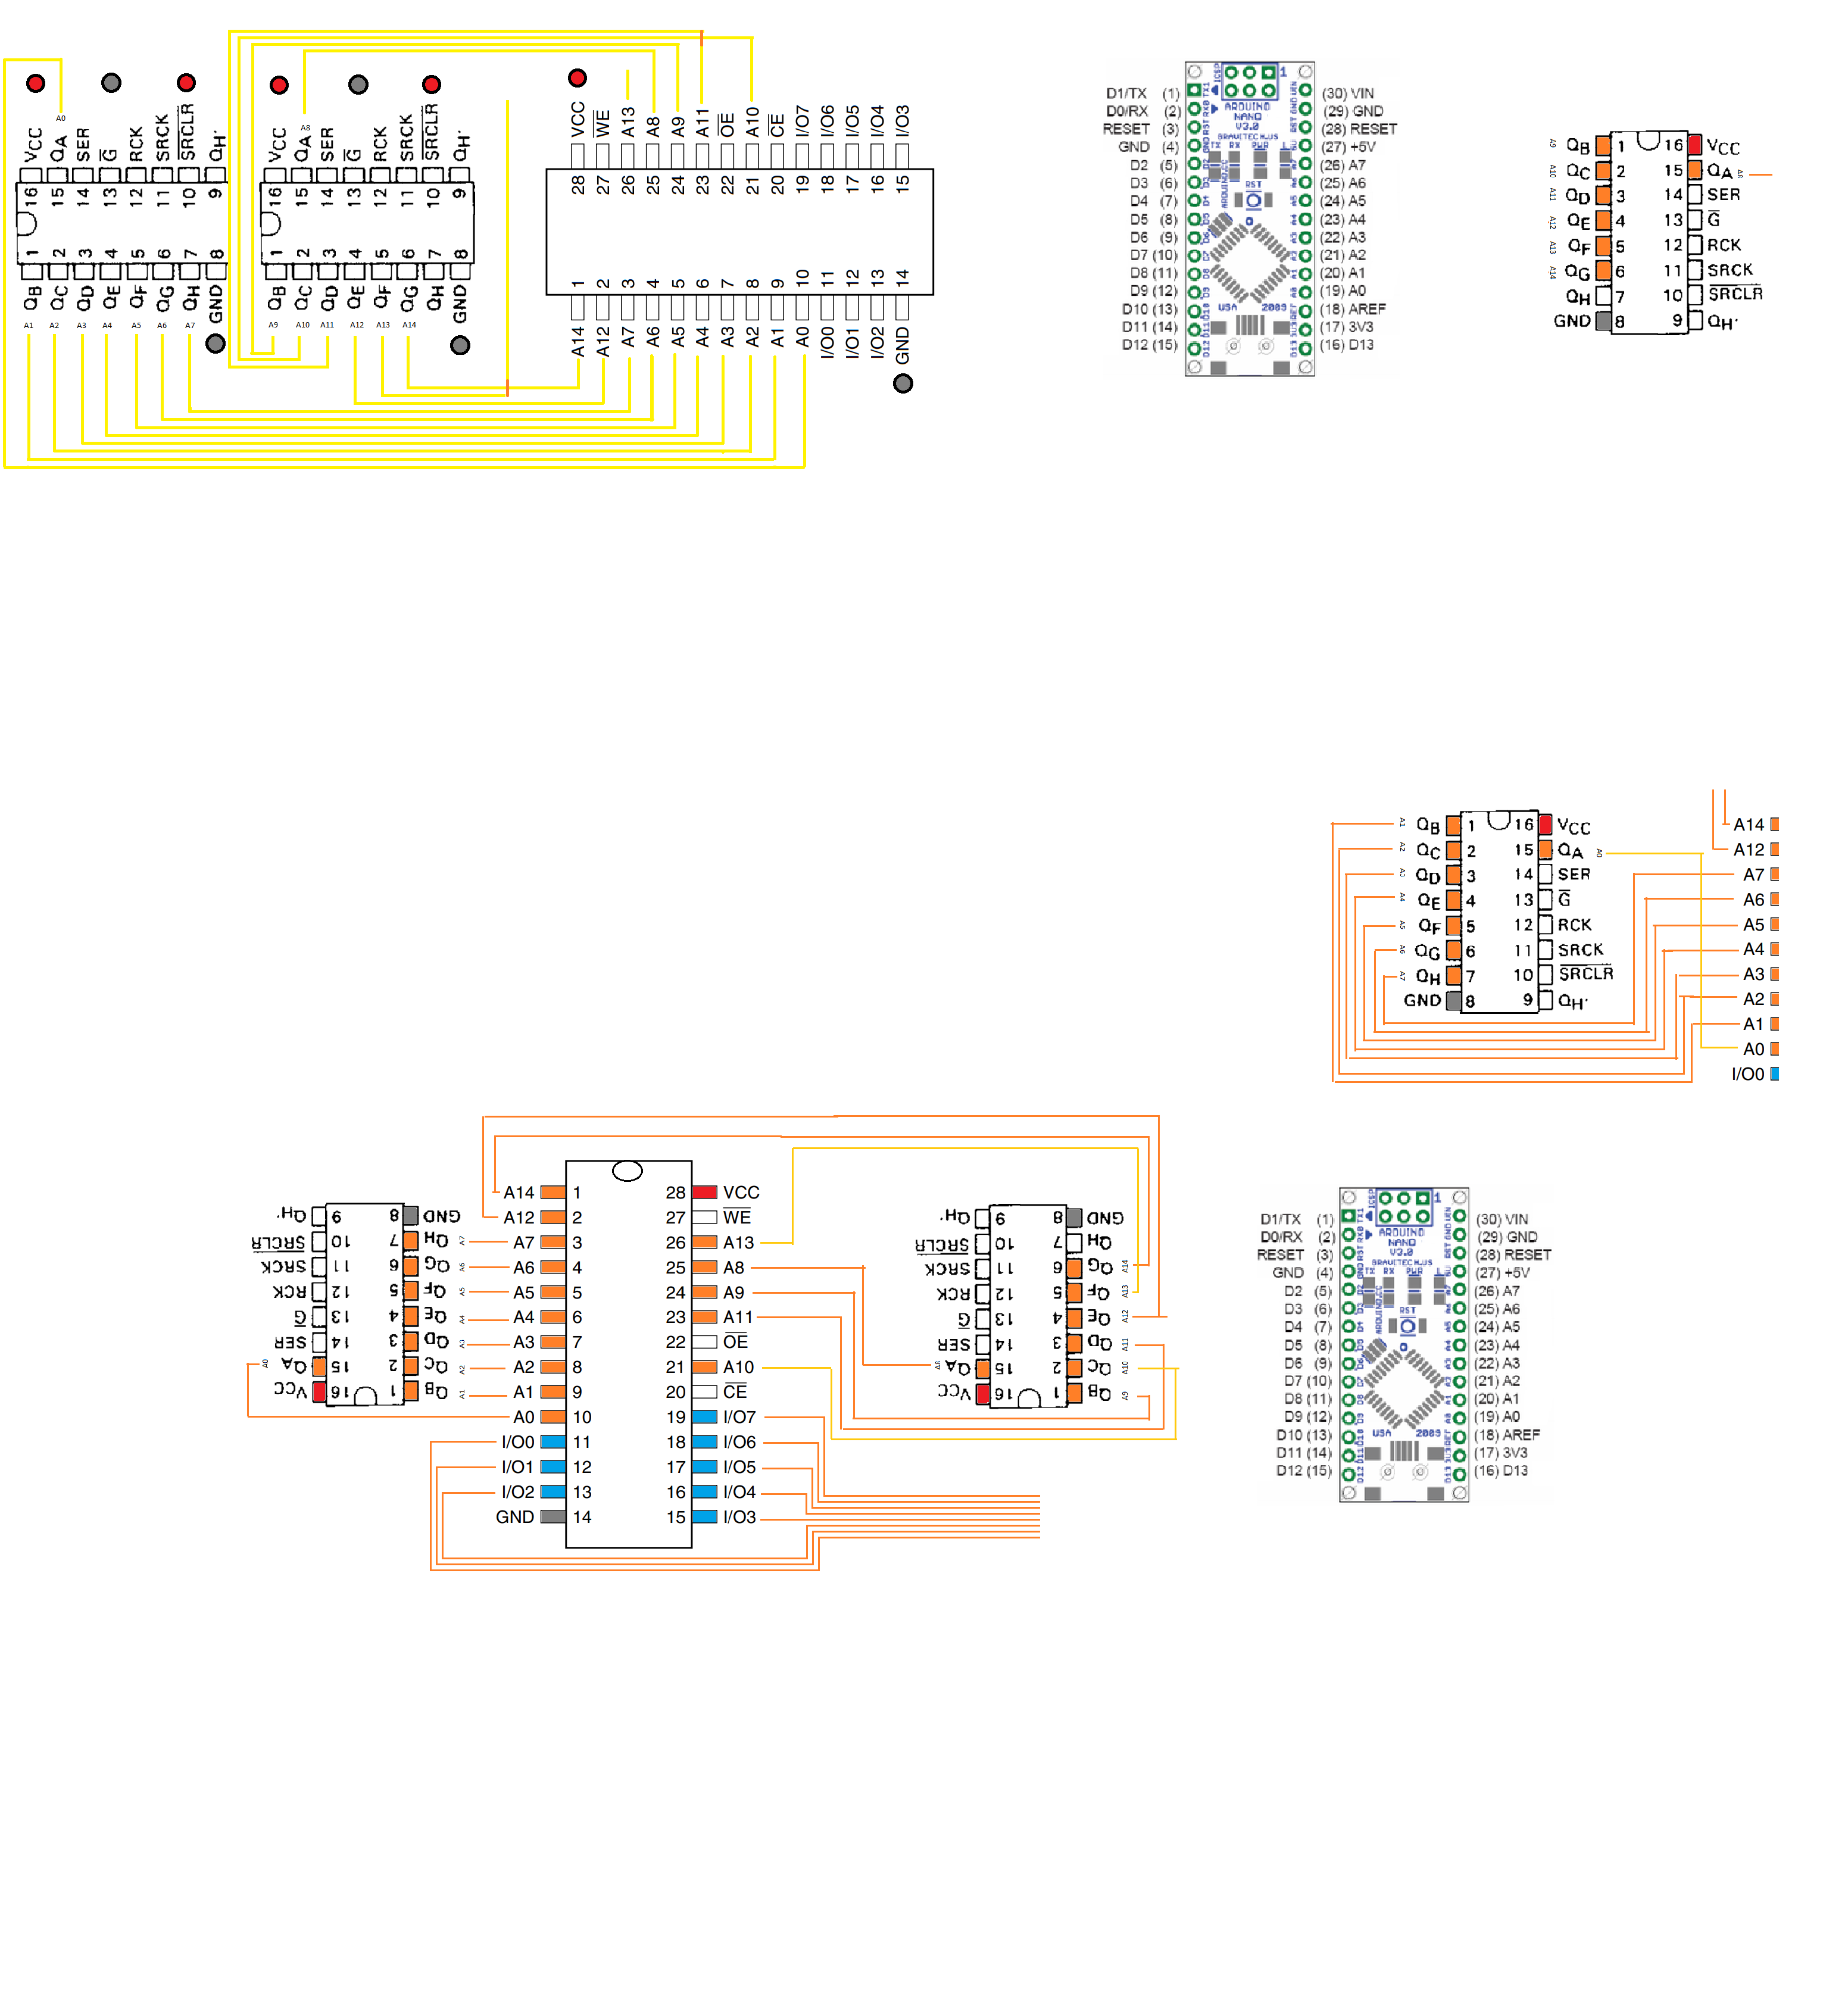 A0
A8
VCC QA SER G RCK SRCK SRCLR QH'
16 15 14 13 12 11 10 9
1 2 3 4 5 6 7 8
QB QC QD QE QF QG QH GND
A1 A2 A3 A4 A5 A6 A7
VCC QA SER G RCK SRCK SRCLR QH'
16 15 14 13 12 11 10 9
1 2 3 4 5 6 7 8
QB QC QD QE QF QG QH GND
A9 A10 A11 A12 A13 A14
VCC WE A13 A8 A9 A11 OE A10 CE I/O7 I/O6 I/O5 I/O4 I/O3
28 27 26 25 24 23 22 21 20 19 18 17 16 15
1 2 3 4 5 6 7 8 9 10 11 12 13 14
A14 A12 A7 A6 A5 A4 A3 A2 A1 A0 I/O0 I/O1 I/O2 GND
ICSP 1
D1/TX (1) (30) VIN
D0/RX (2) (29) GND
RESET (3) (28) RESET
GND (4) (27) +5V
D2 (5) (26) A7
D3 (6) (25) A6
D4 (7) (24) A5
D5 (8) (23) A4
D6 (9) (22) A3
D7 (10) (21) A2
D8 (11) (20) A1
D9 (12) (19) A0
D10 (13) (18) AREF
D11 (14) (17) 3V3
D12 (15) (16) D13
ARDUINO
NANO
V3.0
BRAVETECH.US
TX RX PWR L
RST
ARDUINO.CC
USA 2009
A9 QB 1 16 VCC
A10 QC 2 15 QA A8
A11 QD 3 14 SER
A12 QE 4 13 G
A13 QF 5 12 RCK
A14 QG 6 11 SRCK
QH 7 10 SRCLR
GND 8 9 QH'
A1 QB 1 16 VCC
A2 QC 2 15 QA A0
A3 QD 3 14 SER
A4 QE 4 13 G
A5 QF 5 12 RCK
A6 QG 6 11 SRCK
A7 QH 7 10 SRCLR
GND 8 9 QH'
A14
A12
A7
A6
A5
A4
A3
A2
A1
A0
I/O0
QH' 9 8 GND
SRCLR 10 7 QH A7
SRCK 11 6 QG A6
RCK 12 5 QF A5
G 13 4 QE A4
SER 14 3 QD A3
A0 QA 15 2 QC A2
VCC 16 1 QB A1
A14 1 28 VCC
A12 2 27 WE
A7 3 26 A13
A6 4 25 A8
A5 5 24 A9
A4 6 23 A11
A3 7 22 OE
A2 8 21 A10
A1 9 20 CE
A0 10 19 I/O7
I/O0 11 18 I/O6
I/O1 12 17 I/O5
I/O2 13 16 I/O4
GND 14 15 I/O3
QH' 9 8 GND
SRCLR 10 7 QH
SRCK 11 6 QG A14
RCK 12 5 QF A13
G 13 4 QE A12
SER 14 3 QD A11
A8 QA 15 2 QC A10
VCC 16 1 QB A9
ICSP 1
D1/TX (1) (30) VIN
D0/RX (2) (29) GND
RESET (3) (28) RESET
GND (4) (27) +5V
D2 (5) (26) A7
D3 (6) (25) A6
D4 (7) (24) A5
D5 (8) (23) A4
D6 (9) (22) A3
D7 (10) (21) A2
D8 (11) (20) A1
D9 (12) (19) A0
D10 (13) (18) AREF
D11 (14) (17) 3V3
D12 (15) (16) D13
ARDUINO
NANO
V3.0
BRAVETECH.US
TX RX PWR L
RST
ARDUINO.CC
USA 2009